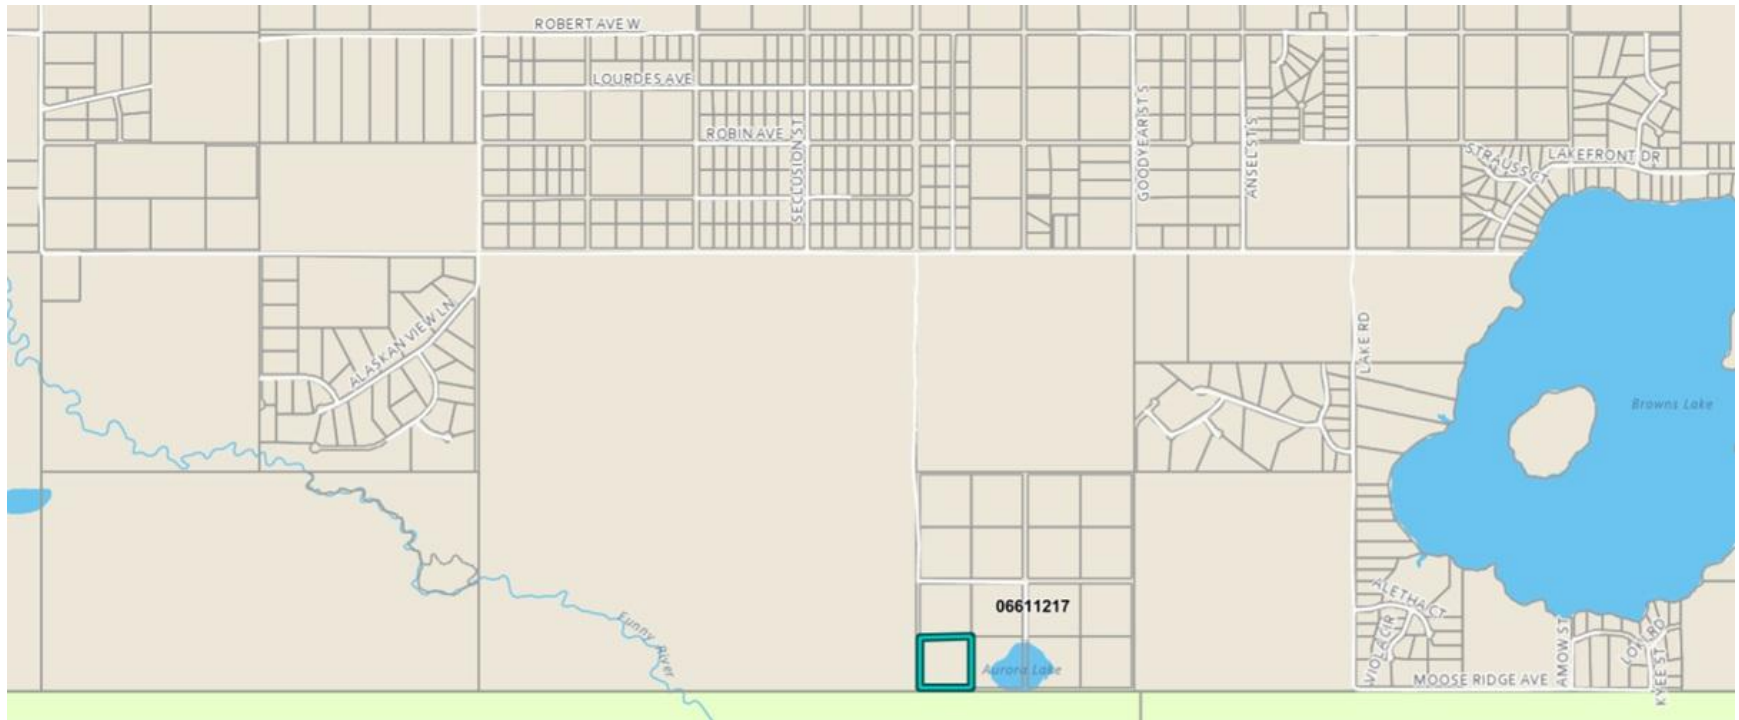 ROBERT AVE W
LOURDES AVE
ROBIN AVE
SECLUSION ST
GOODYEAR ST S
ANSEL ST S
STRAUSS CT
LAKEFRONT DR
ALASKAN VIEW LN
LAKE RD
Browns Lake
Funny River
06611217
Aurora Lake
ALETHA CT
VIOLA CIR
MOOSE RIDGE AVE
AMOW ST
KYEE ST
RD